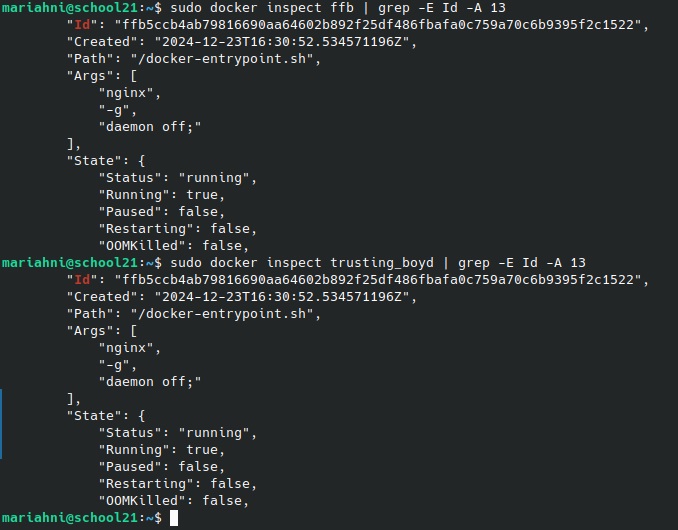 mariahni@school21:~$ sudo docker inspect ffb | grep -E Id -A 13
        "Id": "ffb5ccb4ab79816690aa64602b892f25df486fbafa0c759a70c6b9395f2c1522",
        "Created": "2024-12-23T16:30:52.534571196Z",
        "Path": "/docker-entrypoint.sh",
        "Args": [
            "nginx",
            "-g",
            "daemon off;"
        ],
        "State": {
            "Status": "running",
            "Running": true,
            "Paused": false,
            "Restarting": false,
            "OOMKilled": false,
mariahni@school21:~$ sudo docker inspect trusting_boyd | grep -E Id -A 13
        "Id": "ffb5ccb4ab79816690aa64602b892f25df486fbafa0c759a70c6b9395f2c1522",
        "Created": "2024-12-23T16:30:52.534571196Z",
        "Path": "/docker-entrypoint.sh",
        "Args": [
            "nginx",
            "-g",
            "daemon off;"
        ],
        "State": {
            "Status": "running",
            "Running": true,
            "Paused": false,
            "Restarting": false,
            "OOMKilled": false,
mariahni@school21:~$